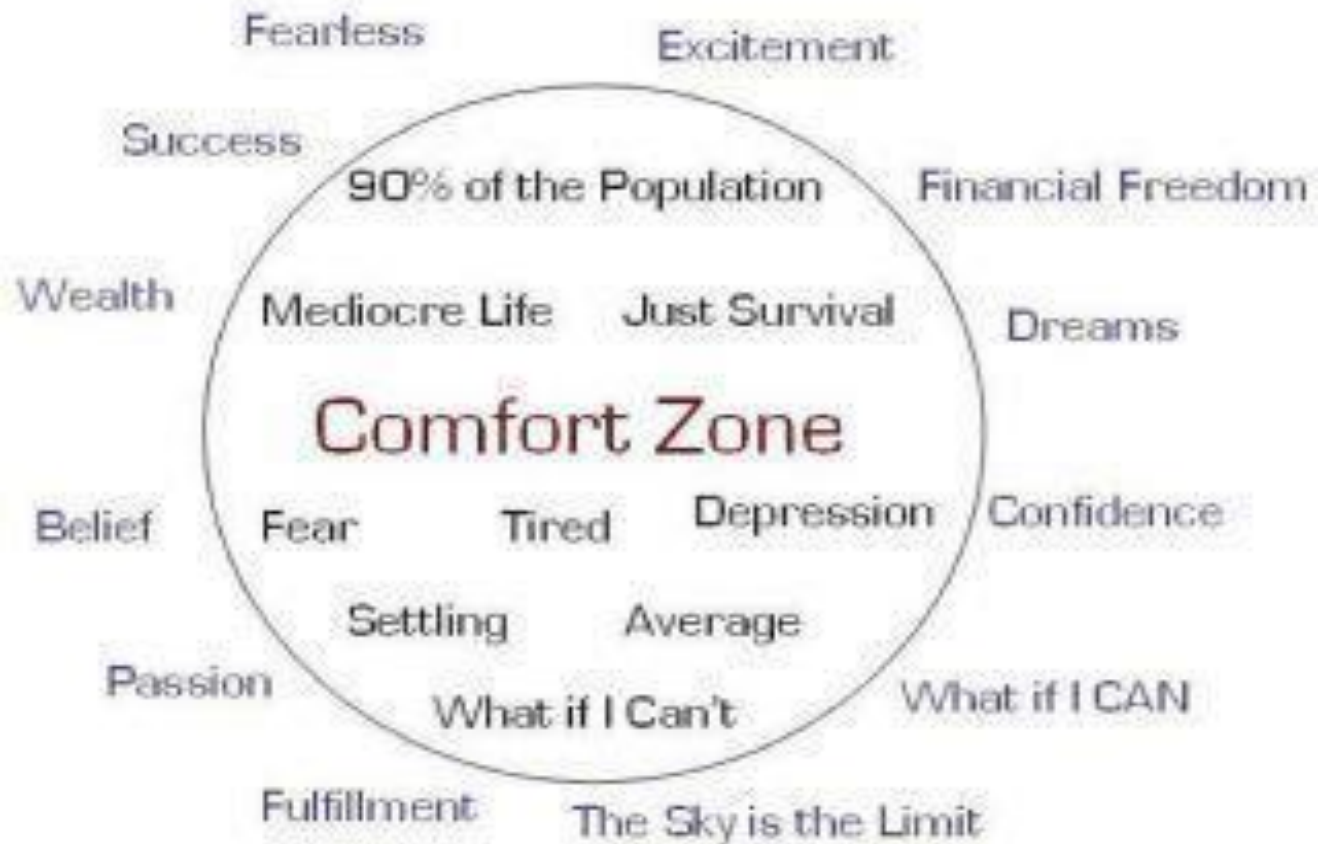 Fearless
Excitement
Success
90% of the Population
Financial Freedom
Wealth
Mediocre Life
Just Survival
Dreams
Comfort Zone
Belief
Fear
Tired
Depression
Confidence
Settling
Average
Passion
What if I Can't
What if I CAN
Fulfillment
The Sky is the Limit